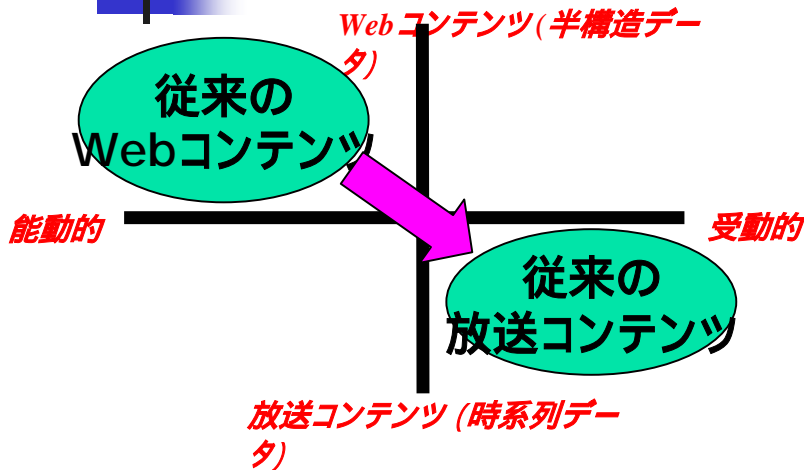 Webコンテンツ(半構造デー
タ)
従来の
Webコンテンツ
能動的
受動的
従来の
放送コンテンツ
放送コンテンツ(時系列デー
タ)